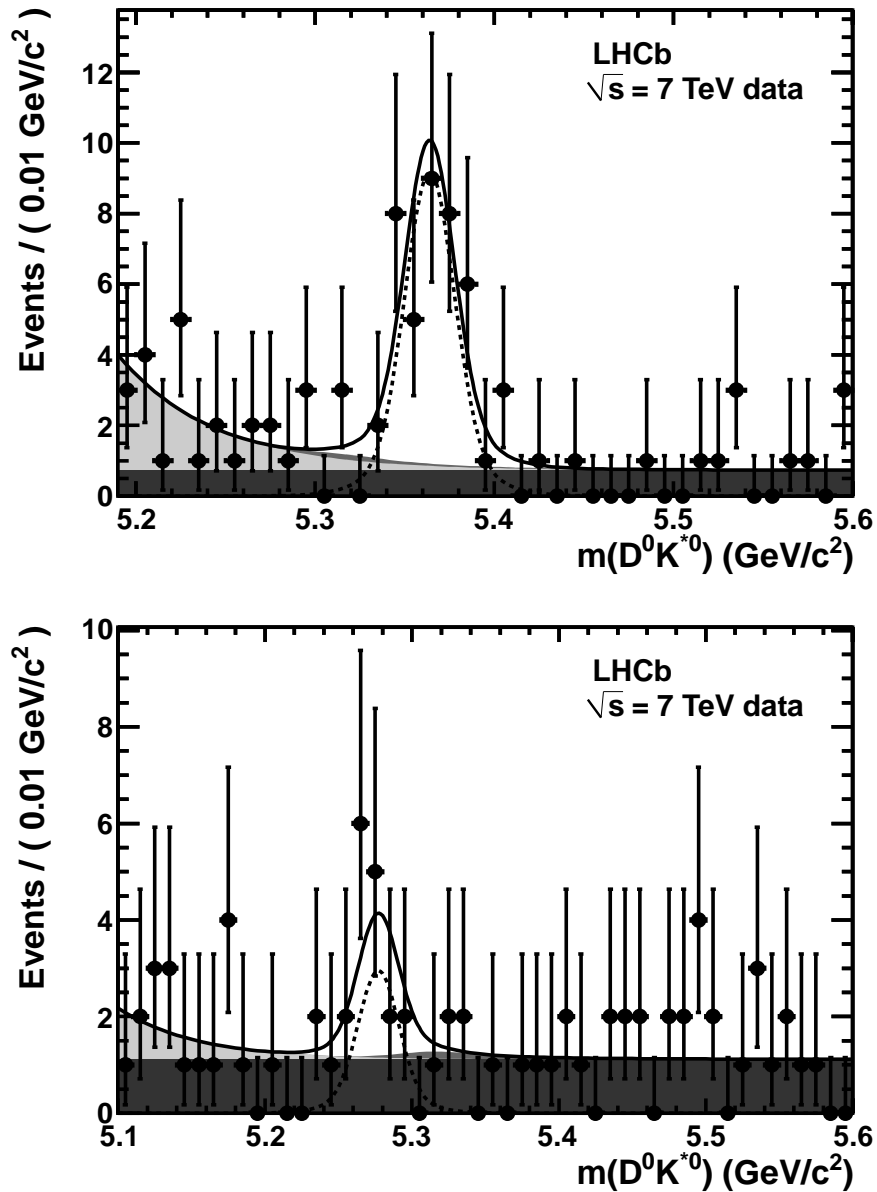 Events / ( 0.01 GeV/c²)
LHCb
√s = 7 TeV data
12
10
8
6
4
2
0
5.2 5.3 5.4 5.5 5.6
m(D⁰K*⁰) (GeV/c²)
Events / ( 0.01 GeV/c²)
LHCb
√s = 7 TeV data
10
8
6
4
2
0
5.1 5.2 5.3 5.4 5.5 5.6
m(D⁰K*⁰) (GeV/c²)